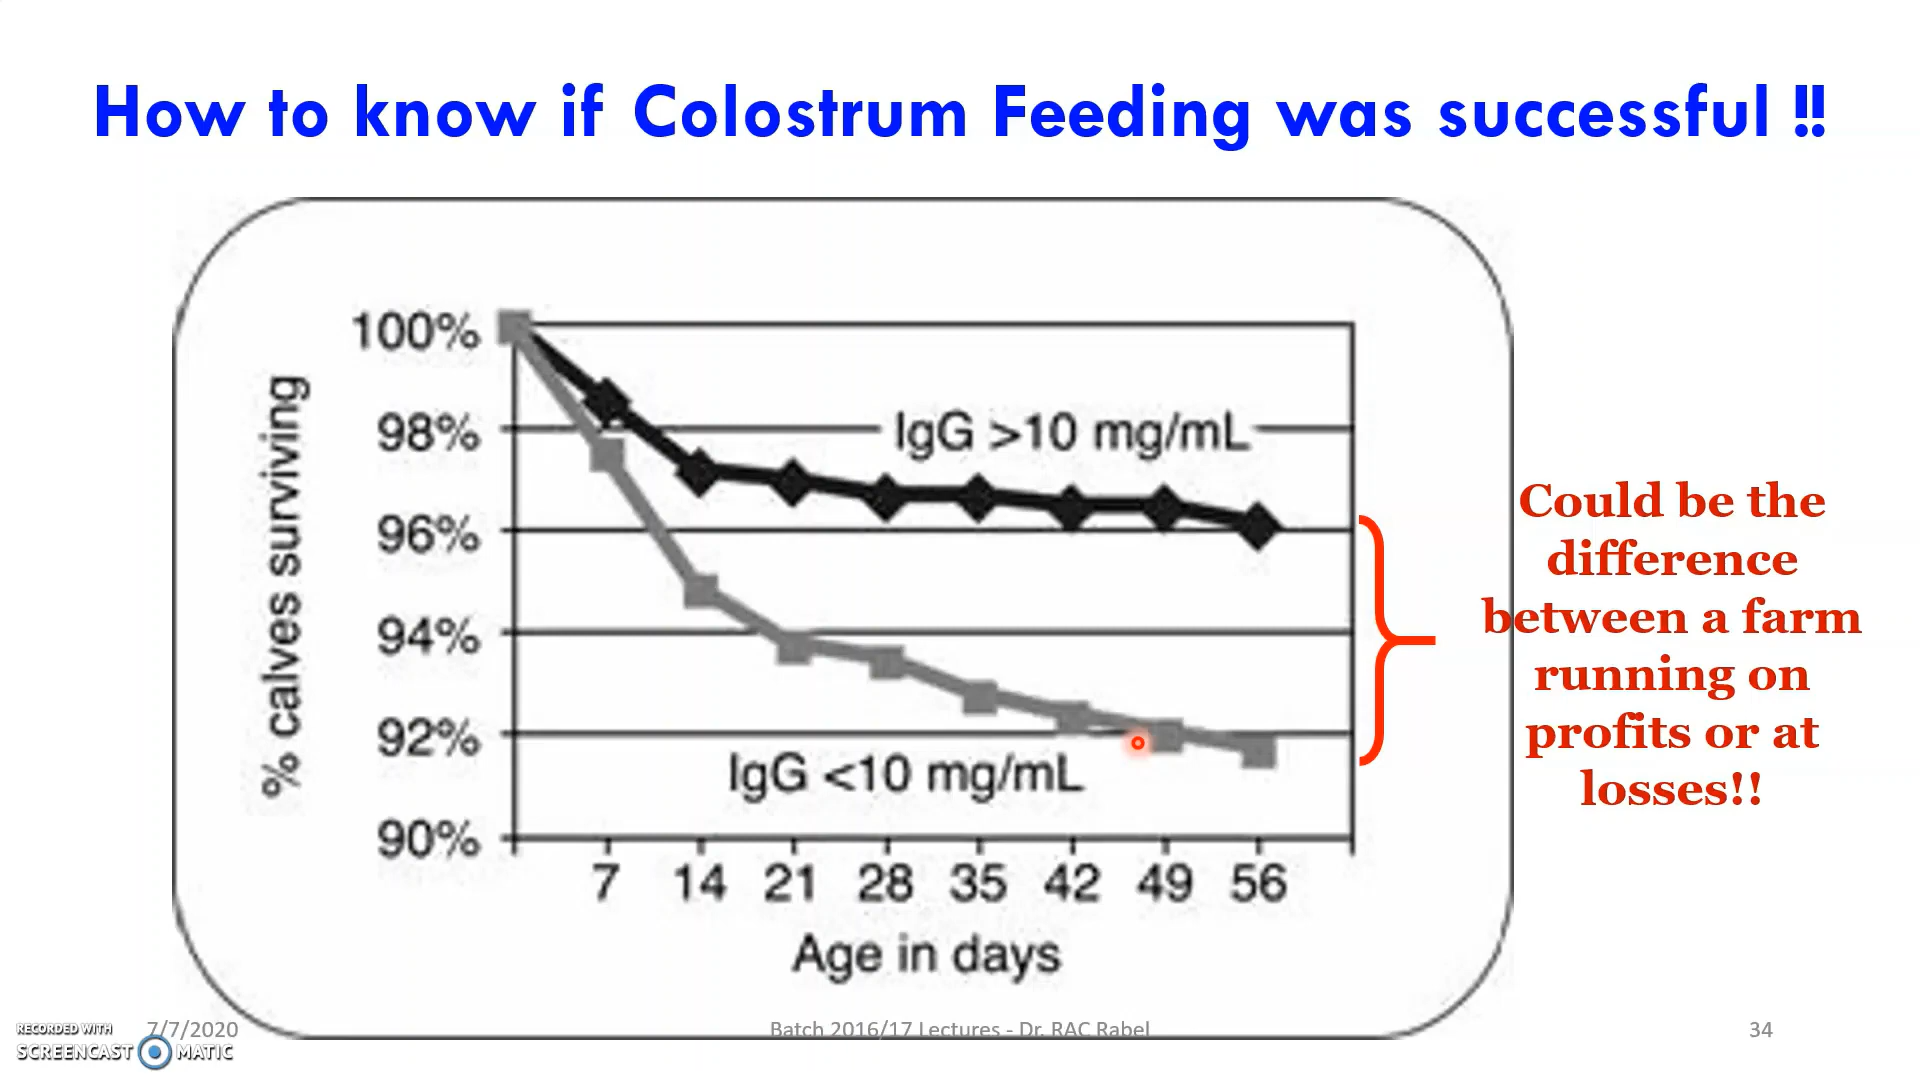 How to know if Colostrum Feeding was successful !!
100%
98%
96%
94%
92%
90%
% calves surviving
IgG >10 mg/mL
IgG <10 mg/mL
7 14 21 28 35 42 49 56
Age in days
Could be the
difference
between a farm
running on
profits or at
losses!!
RECORDED WITH
SCREENCAST MATIC
7/7/2020
Batch 2016/17 Lectures - Dr. RAC Rabel
34